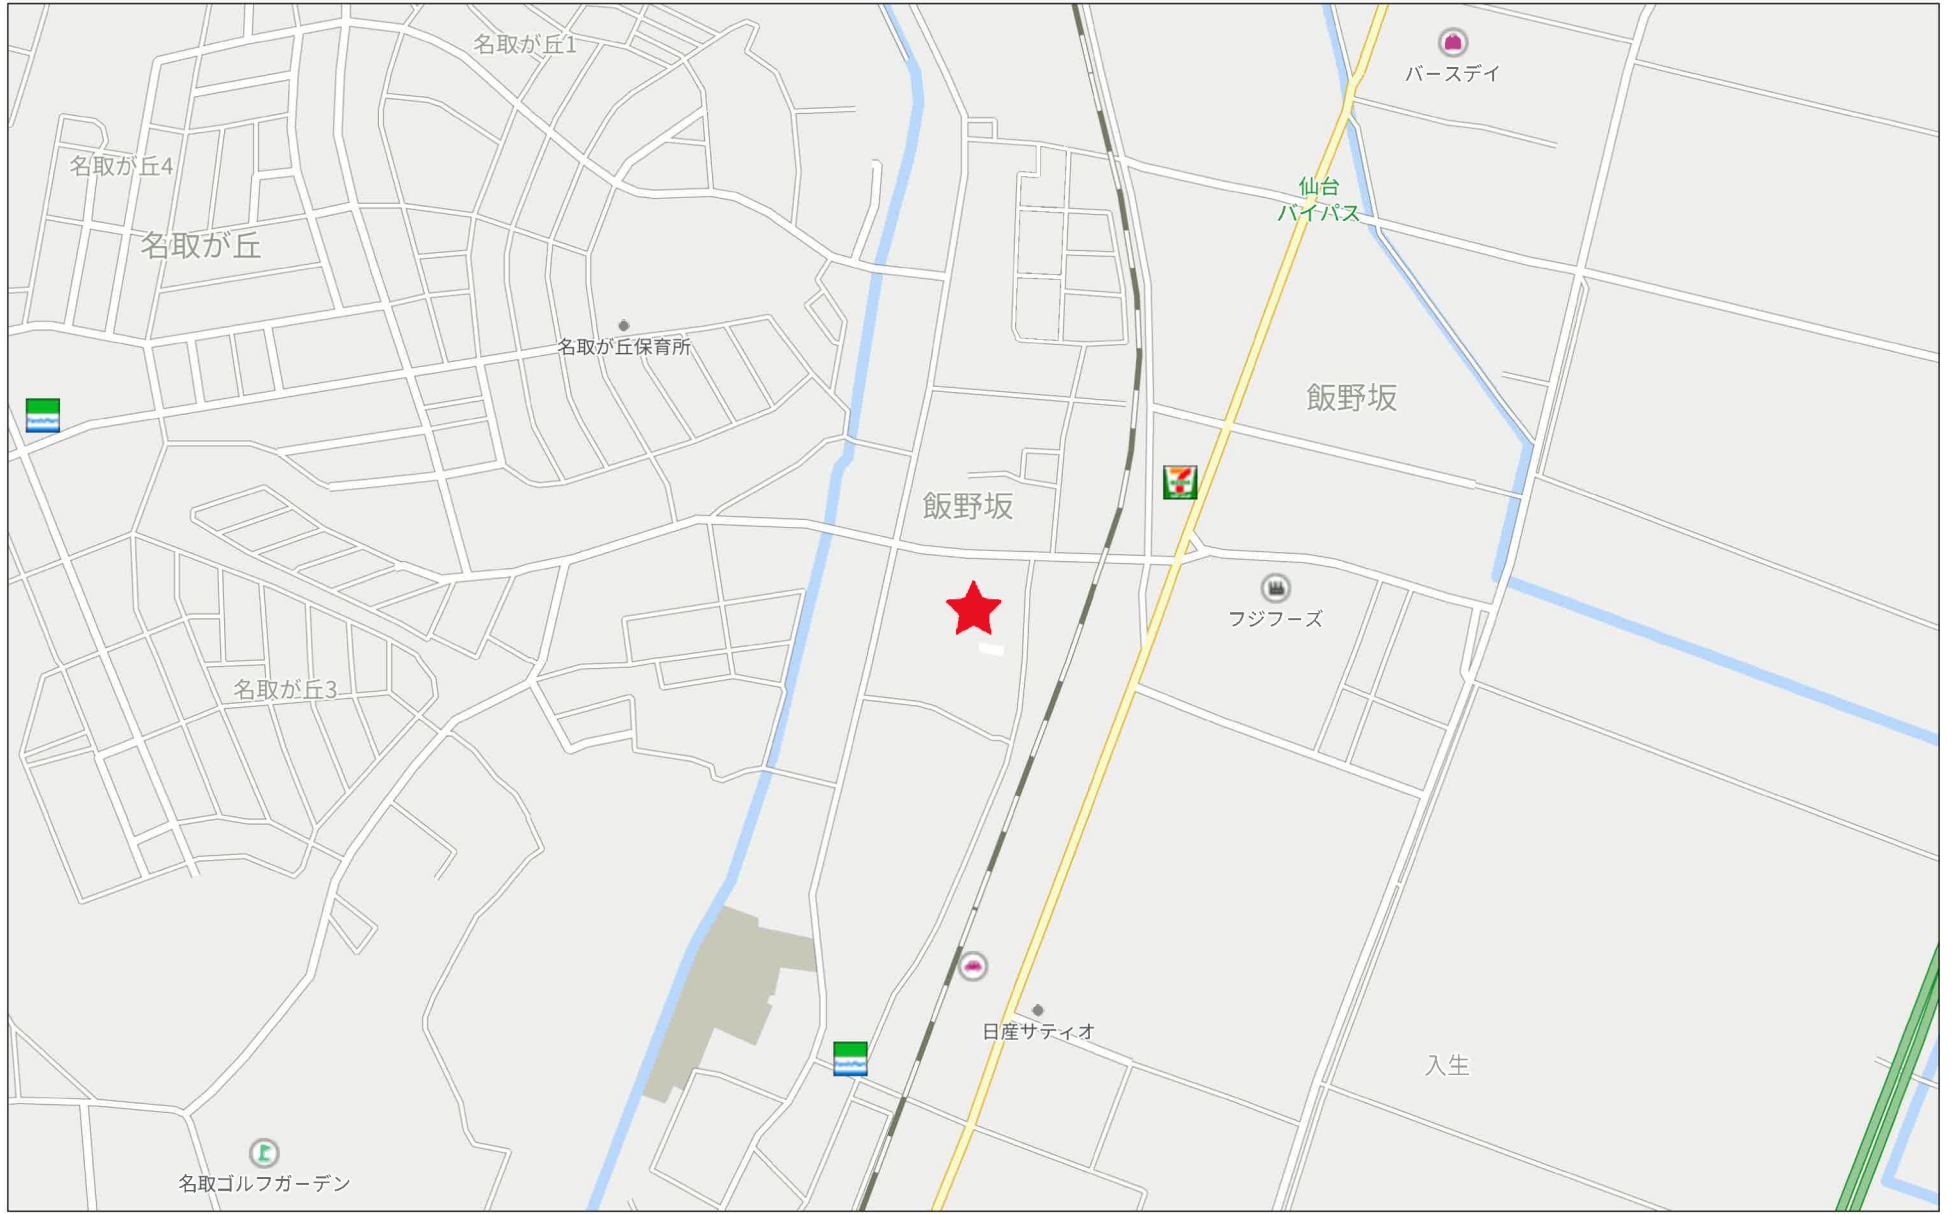 名取が丘1
バースデイ
名取が丘4
仙台
バイパス
名取が丘
名取が丘保育所
飯野坂
飯野坂
フジフーズ
名取が丘3
日産サティオ
入生
名取ゴルフガーデン